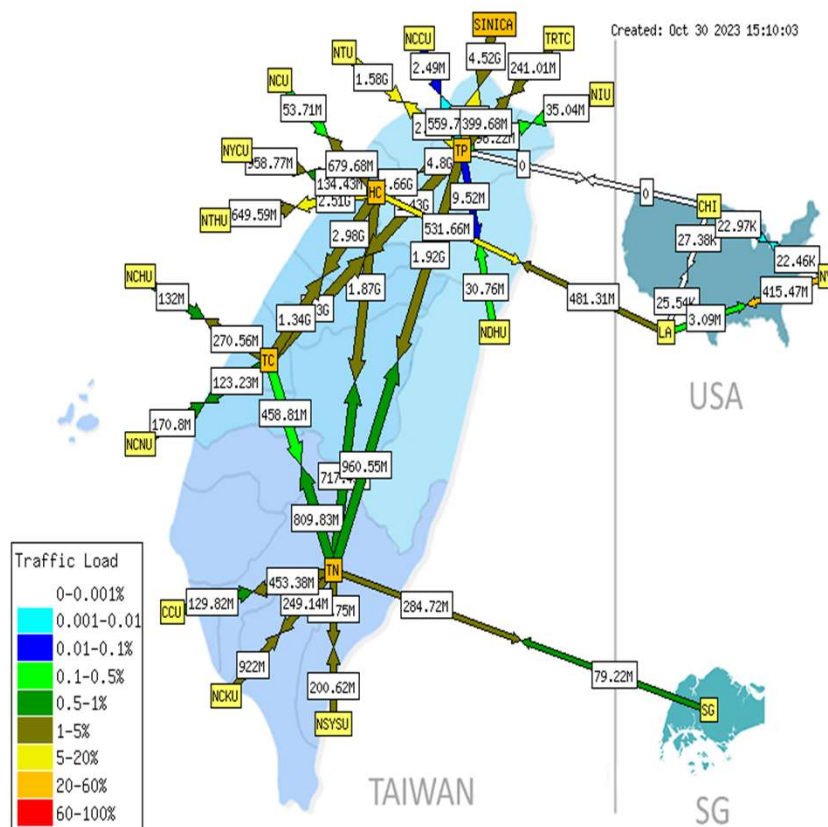 SINICA
NCCU
TRTC
Created: Oct 30 2023 15:10:03
NTU
2.49M
4.52G
241.01M
1.58G
NCU
NIU
53.71M
35.04M
559.7
399.68M
NYCU
679.68M
4.8G
TP
0
958.77M
134.43M
HC
9.52M
0
CHI
NTHU
649.59M
2.51G
22.97K
2.98G
531.66M
27.38K
22.46K
1.92G
NCHU
1.87G
415.47M
132M
30.76M
481.31M
25.54K
1.34G
3.09M
270.56M
NDHU
LA
TC
123.23M
USA
458.81M
170.8M
NCNU
960.55M
809.83M
Traffic Load
TN
0-0.001%
453.38M
0.001-0.01
CCU
129.82M
249.14M
284.72M
0.01-0.1%
0.1-0.5%
922M
79.22M
0.5-1%
NCKU
200.62M
SG
1-5%
NSYSU
5-20%
20-60%
TAIWAN
SG
60-100%